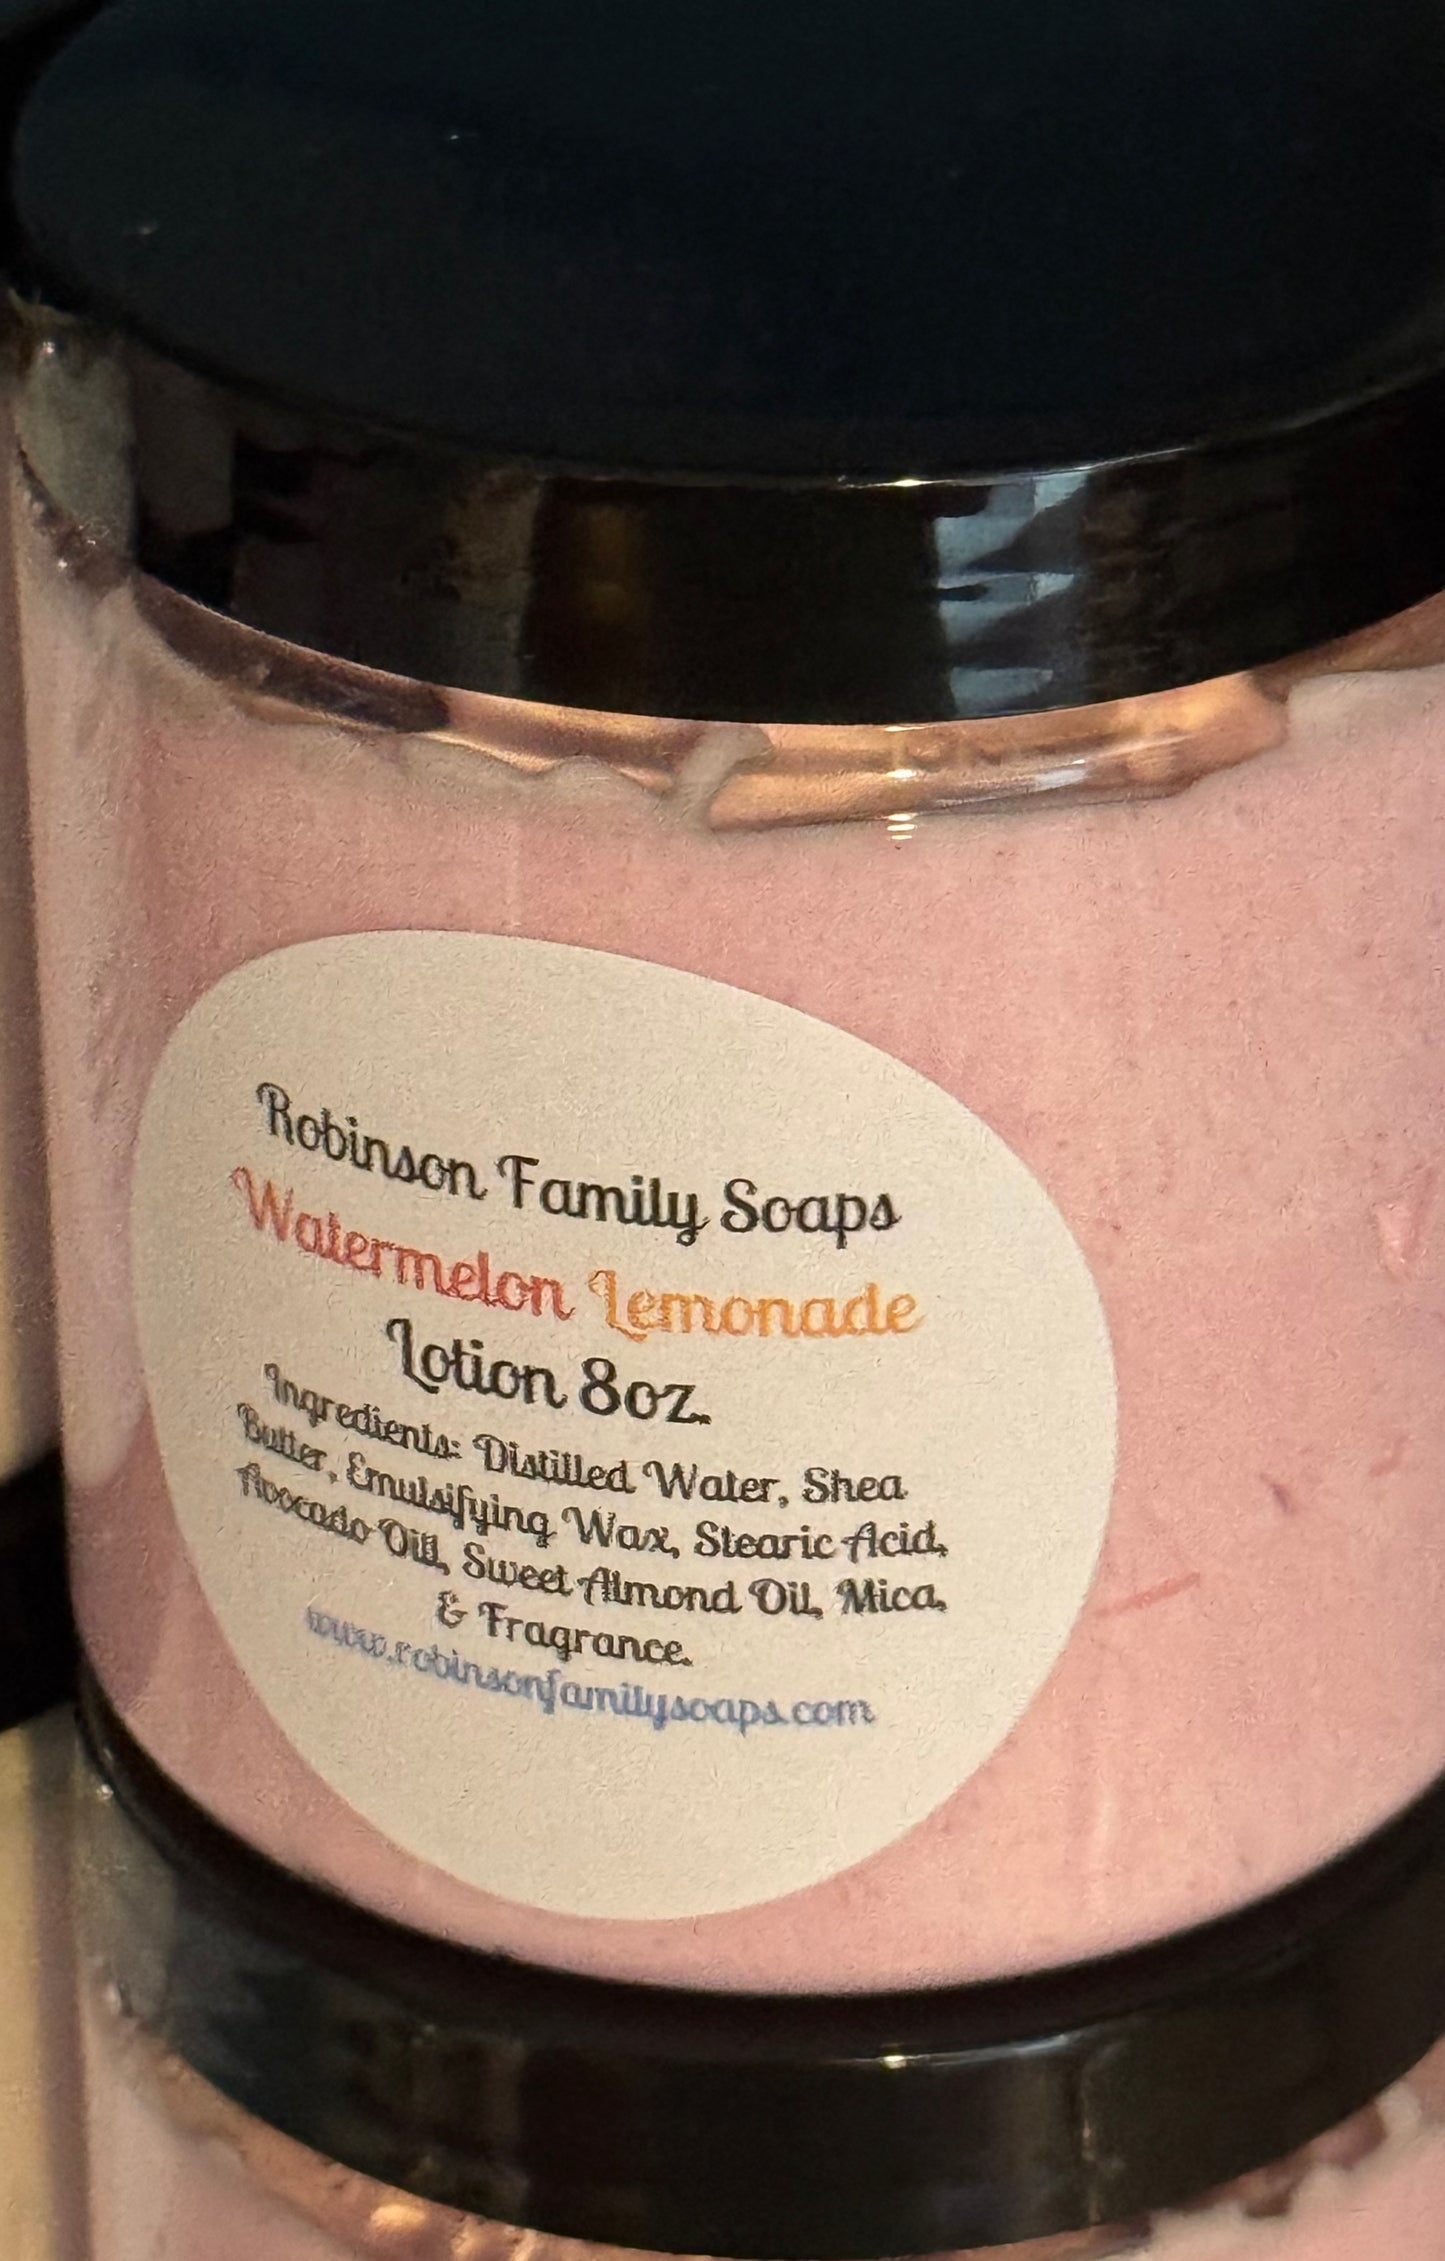 Robinson Family Soaps
Watermelon Lemonade
Lotion 8oz.
Ingredients: Distilled Water, Shea
Butter, Emulsifying Wax, Stearic Acid,
Avocado Oil, Sweet Almond Oil, Mica,
& Fragrance.
www.robinsonfamilysoaps.com